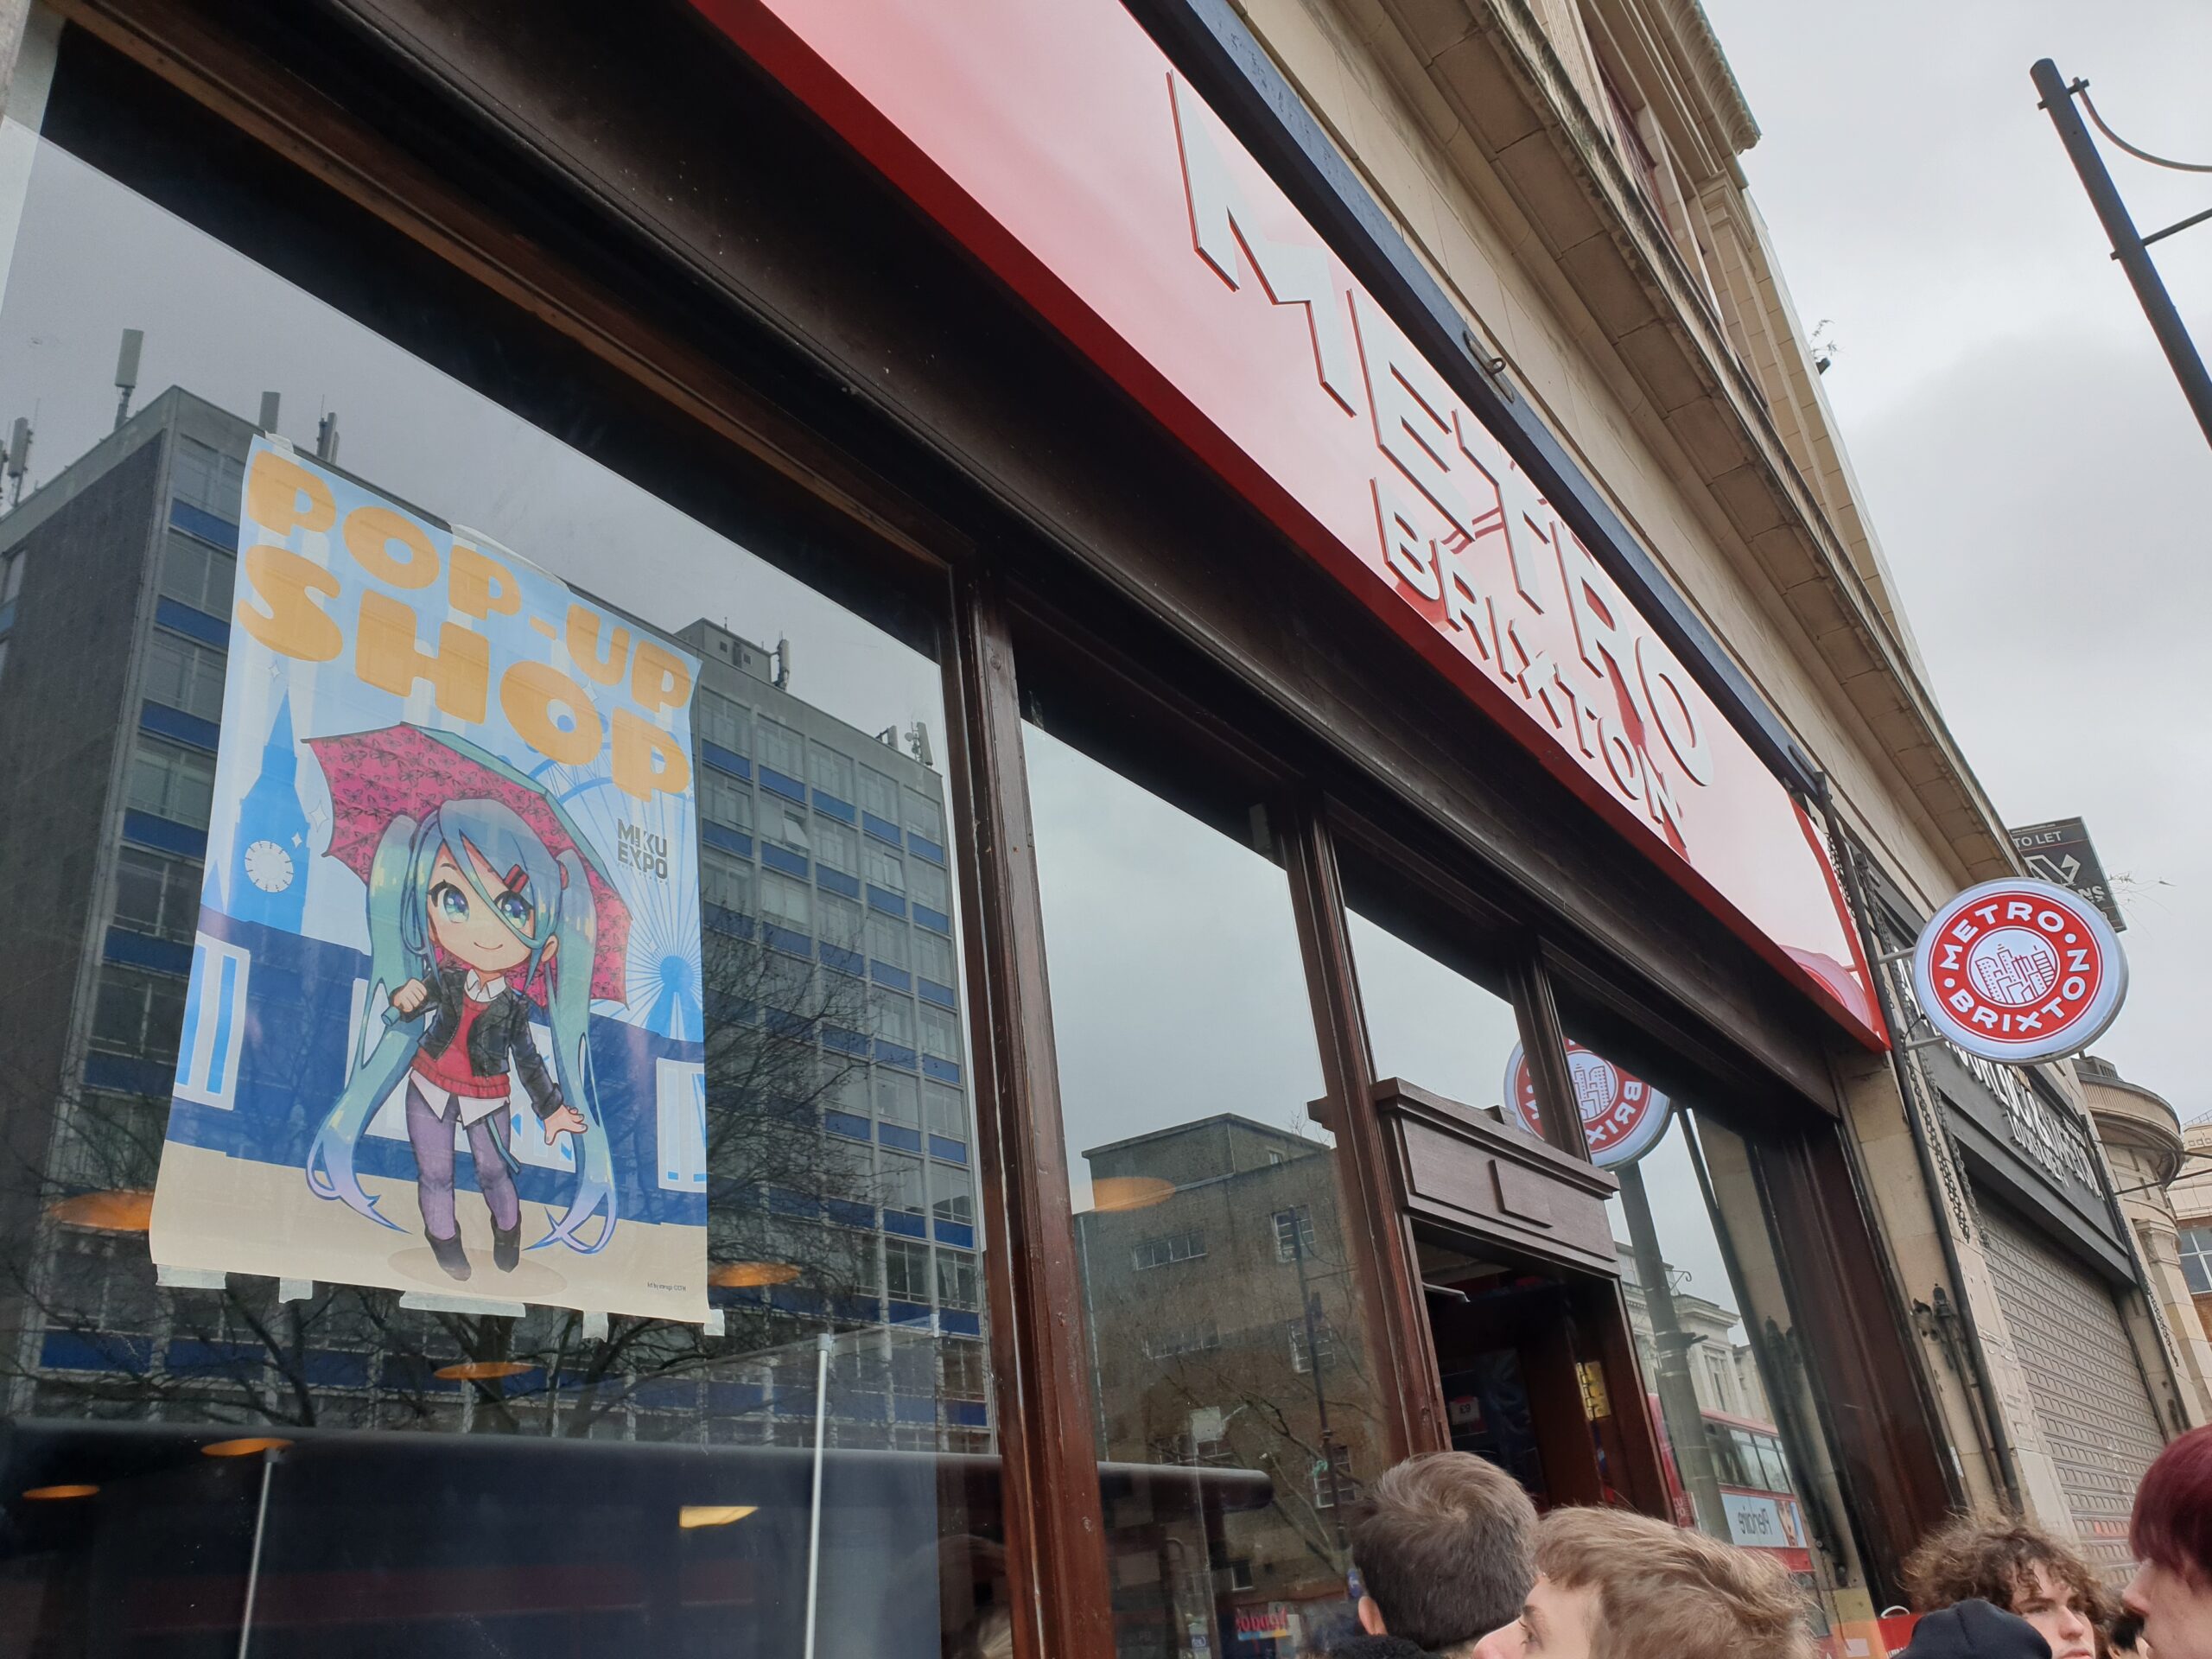 POP-UP
SHOP
MIKU
EXPO
METRO
BRIXTON
TO LET
METRO • BRIXTON •